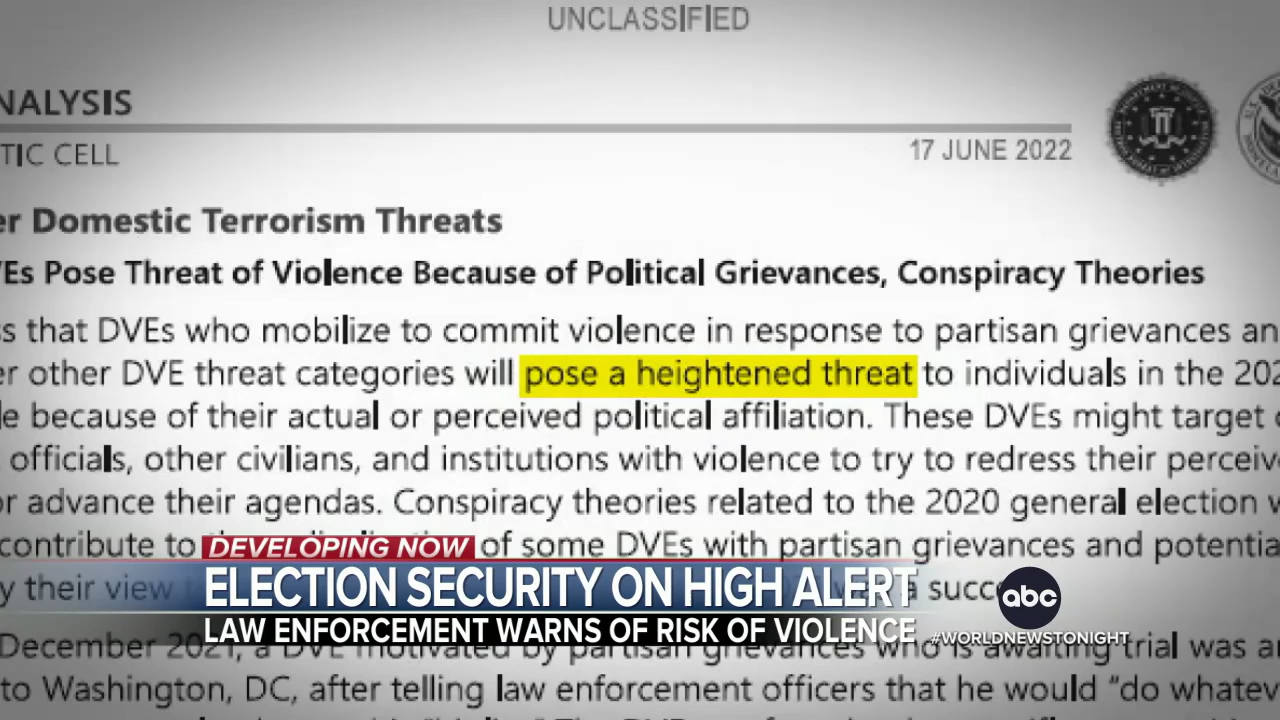 UNCLASSIFIED
NALYSIS
TIC CELL
17 JUNE 2022
er Domestic Terrorism Threats
VEs Pose Threat of Violence Because of Political Grievances, Conspiracy Theories
ss that DVEs who mobilize to commit violence in response to partisan grievances an
er other DVE threat categories will pose a heightened threat to individuals in the 202
le because of their actual or perceived political affiliation. These DVEs might target
officials, other civilians, and institutions with violence to try to redress their perceiv
or advance their agendas. Conspiracy theories related to the 2020 general election w
contribute to of some DVEs with partisan grievances and potentia
DEVELOPING NOW
y their view a succ
ELECTION SECURITY ON HIGH ALERT
abc
LAW ENFORCEMENT WARNS OF RISK OF VIOLENCE
#WORLDNEWSTONIGHT
December 2021, a DVE motivated by partisan grievances who is awaiting trial was a
to Washington, DC, after telling law enforcement officers that he would "do whatev